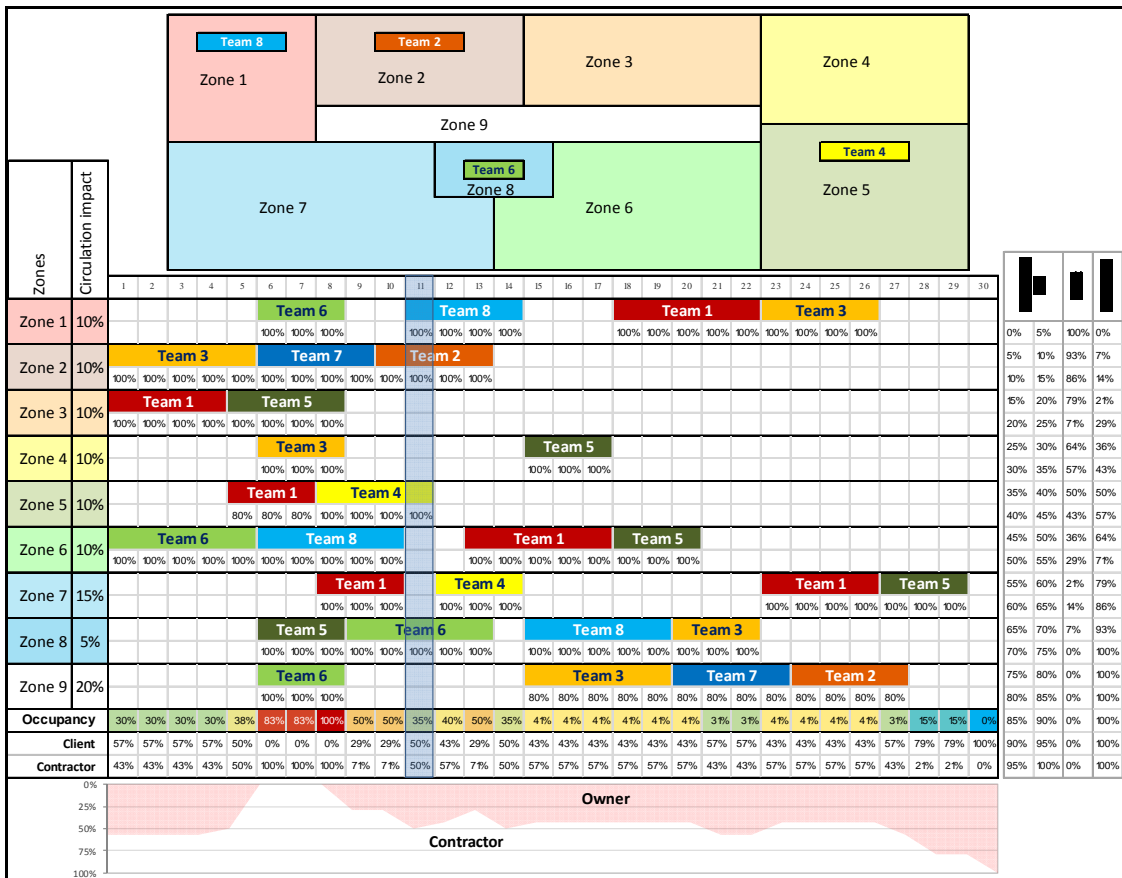 Team 8
Team 2
Zone 1
Zone 2
Zone 3
Zone 4
Zone 9
Team 4
Team 6
Zone 8
Zone 5
Zone 7
Zone 6
Zones
Circulation impact
1 2 3 4 5 6 7 8 9 10 11 12 13 14 15 16 17 18 19 20 21 22 23 24 25 26 27 28 29 30
Zone 1 10% Team 6 Team 8 Team 1 Team 3
100% 100% 100% 100% 100% 100% 100% 100% 100% 100% 100% 100% 100% 100% 100% 100% 0% 5% 100% 0%
Zone 2 10% Team 3 Team 7 Team 2 5% 10% 93% 7%
100% 100% 100% 100% 100% 100% 100% 100% 100% 100% 100% 100% 100% 10% 15% 86% 14%
Zone 3 10% Team 1 Team 5 15% 20% 79% 21%
100% 100% 100% 100% 100% 100% 100% 100% 20% 25% 71% 29%
Zone 4 10% Team 3 Team 5 25% 30% 64% 36%
100% 100% 100% 100% 100% 100% 30% 35% 57% 43%
Zone 5 10% Team 1 Team 4 35% 40% 50% 50%
80% 80% 80% 100% 100% 100% 100% 40% 45% 43% 57%
Zone 6 10% Team 6 Team 8 Team 1 Team 5 45% 50% 36% 64%
100% 100% 100% 100% 100% 100% 100% 100% 100% 100% 100% 100% 100% 100% 100% 100% 100% 100% 50% 55% 29% 71%
Zone 7 15% Team 1 Team 4 Team 1 Team 5 55% 60% 21% 79%
100% 100% 100% 100% 100% 100% 100% 100% 100% 100% 100% 100% 100% 60% 65% 14% 86%
Zone 8 5% Team 5 Team 6 Team 8 Team 3 65% 70% 7% 93%
100% 100% 100% 100% 100% 100% 100% 100% 100% 100% 100% 100% 100% 100% 100% 100% 70% 75% 0% 100%
Zone 9 20% Team 6 Team 3 Team 7 Team 2 75% 80% 0% 100%
100% 100% 100% 80% 80% 80% 80% 80% 80% 80% 80% 80% 80% 80% 80% 80% 80% 85% 0% 100%
Occupancy 30% 30% 30% 30% 38% 83% 83% 100% 50% 50% 35% 40% 50% 35% 41% 41% 41% 41% 41% 41% 31% 31% 41% 41% 41% 41% 31% 15% 15% 0% 85% 90% 0% 100%
Client 57% 57% 57% 57% 50% 0% 0% 0% 29% 29% 50% 43% 29% 50% 43% 43% 43% 43% 43% 43% 57% 57% 43% 43% 43% 43% 57% 79% 79% 100% 90% 95% 0% 100%
Contractor 43% 43% 43% 43% 50% 100% 100% 100% 71% 71% 50% 57% 71% 50% 57% 57% 57% 57% 57% 57% 43% 43% 57% 57% 57% 57% 43% 21% 21% 0% 95% 100% 0% 100%
0%
Owner
25%
50%
Contractor
75%
100%